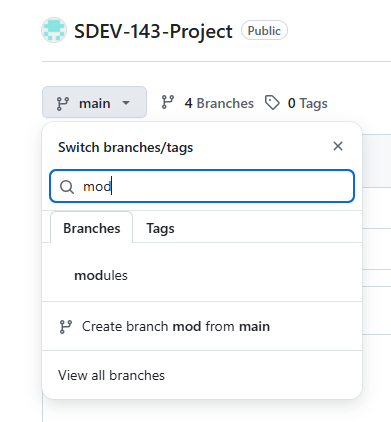 SDEV-143-Project Public
main 4 Branches 0 Tags
Switch branches/tags
mod
Branches Tags
modules
Create branch mod from main
View all branches